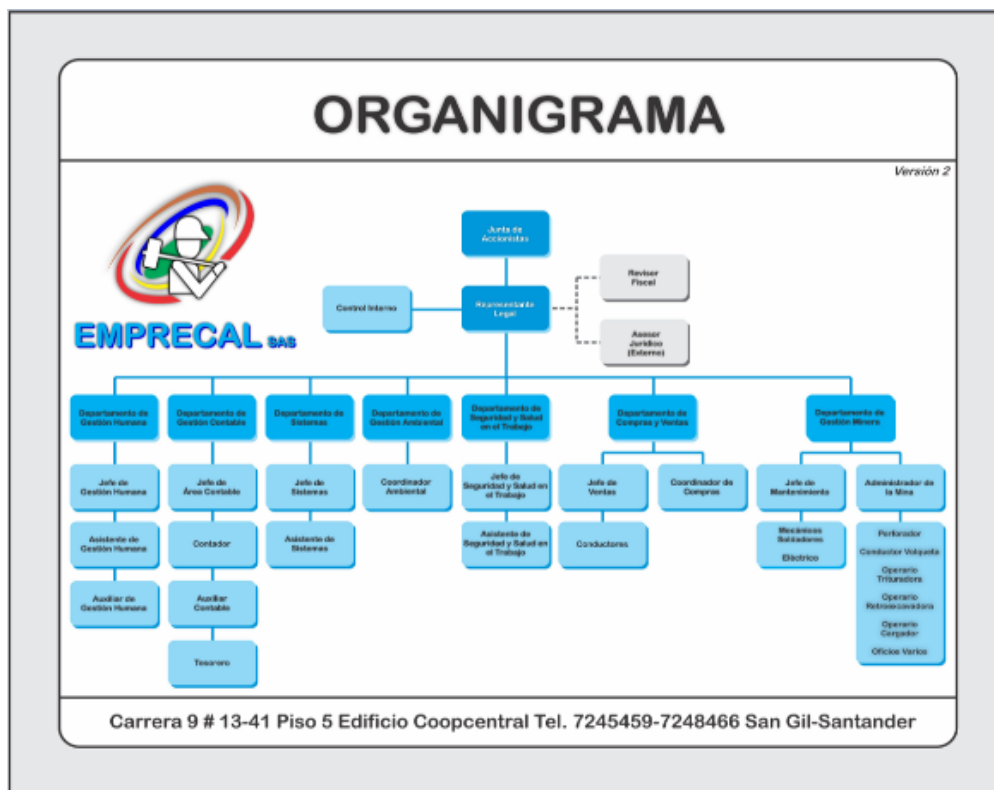 ORGANIGRAMA
Versión 2
EMPRECAL SAS
Junta de
Accionistas
Revisor
Fiscal
Control Interno
Representante
Legal
Asesor
Jurídico
(Externo)
Departamento de
Gestión Humana
Departamento de
Gestión Contable
Departamento de
Sistemas
Departamento de
Gestión Ambiental
Departamento de
Seguridad y Salud
en el Trabajo
Departamento de
Compras y Ventas
Departamento de
Gestión Minera
Jefe de
Gestión Humana
Jefe de
Área Contable
Jefe de
Sistemas
Coordinador
Ambiental
Jefe de
Seguridad y Salud en
el Trabajo
Jefe de
Ventas
Coordinador de
Compras
Jefe de
Mantenimiento
Administrador de
la Mina
Asistente de
Gestión Humana
Contador
Asistente de
Sistemas
Asistente de
Seguridad y Salud en
el Trabajo
Conductores
Mecánicos
Soldadores
Eléctrico
Perforador
Conductor Volqueta
Operario
Trituradora
Operario
Retroexcavadora
Operario
Cargador
Oficios Varios
Auxiliar de
Gestión Humana
Auxiliar
Contable
Tesorero
Carrera 9 # 13-41 Piso 5 Edificio Coopcentral Tel. 7245459-7248466 San Gil-Santander